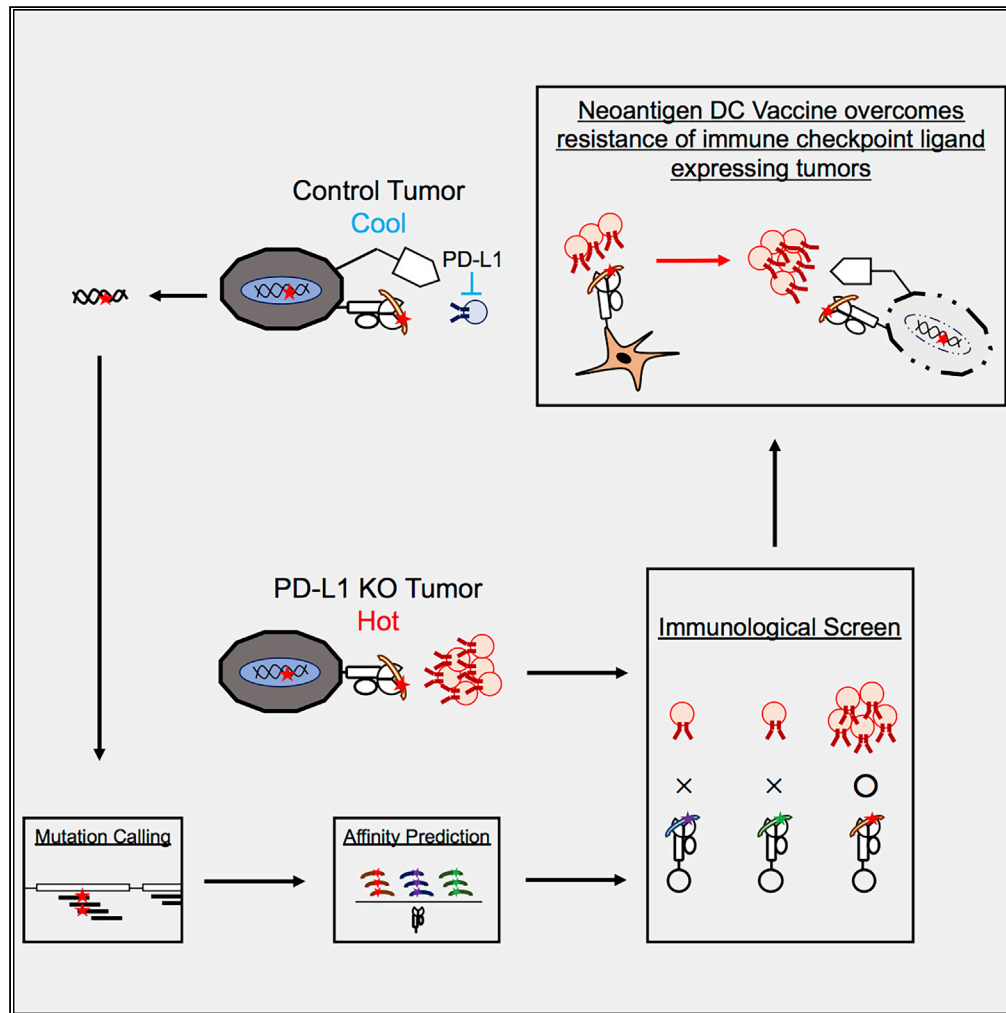 Neoantigen DC Vaccine overcomes
resistance of immune checkpoint ligand
expressing tumors
Control Tumor
Cool
PD-L1
PD-L1 KO Tumor
Hot
Immunological Screen
Mutation Calling
Affinity Prediction